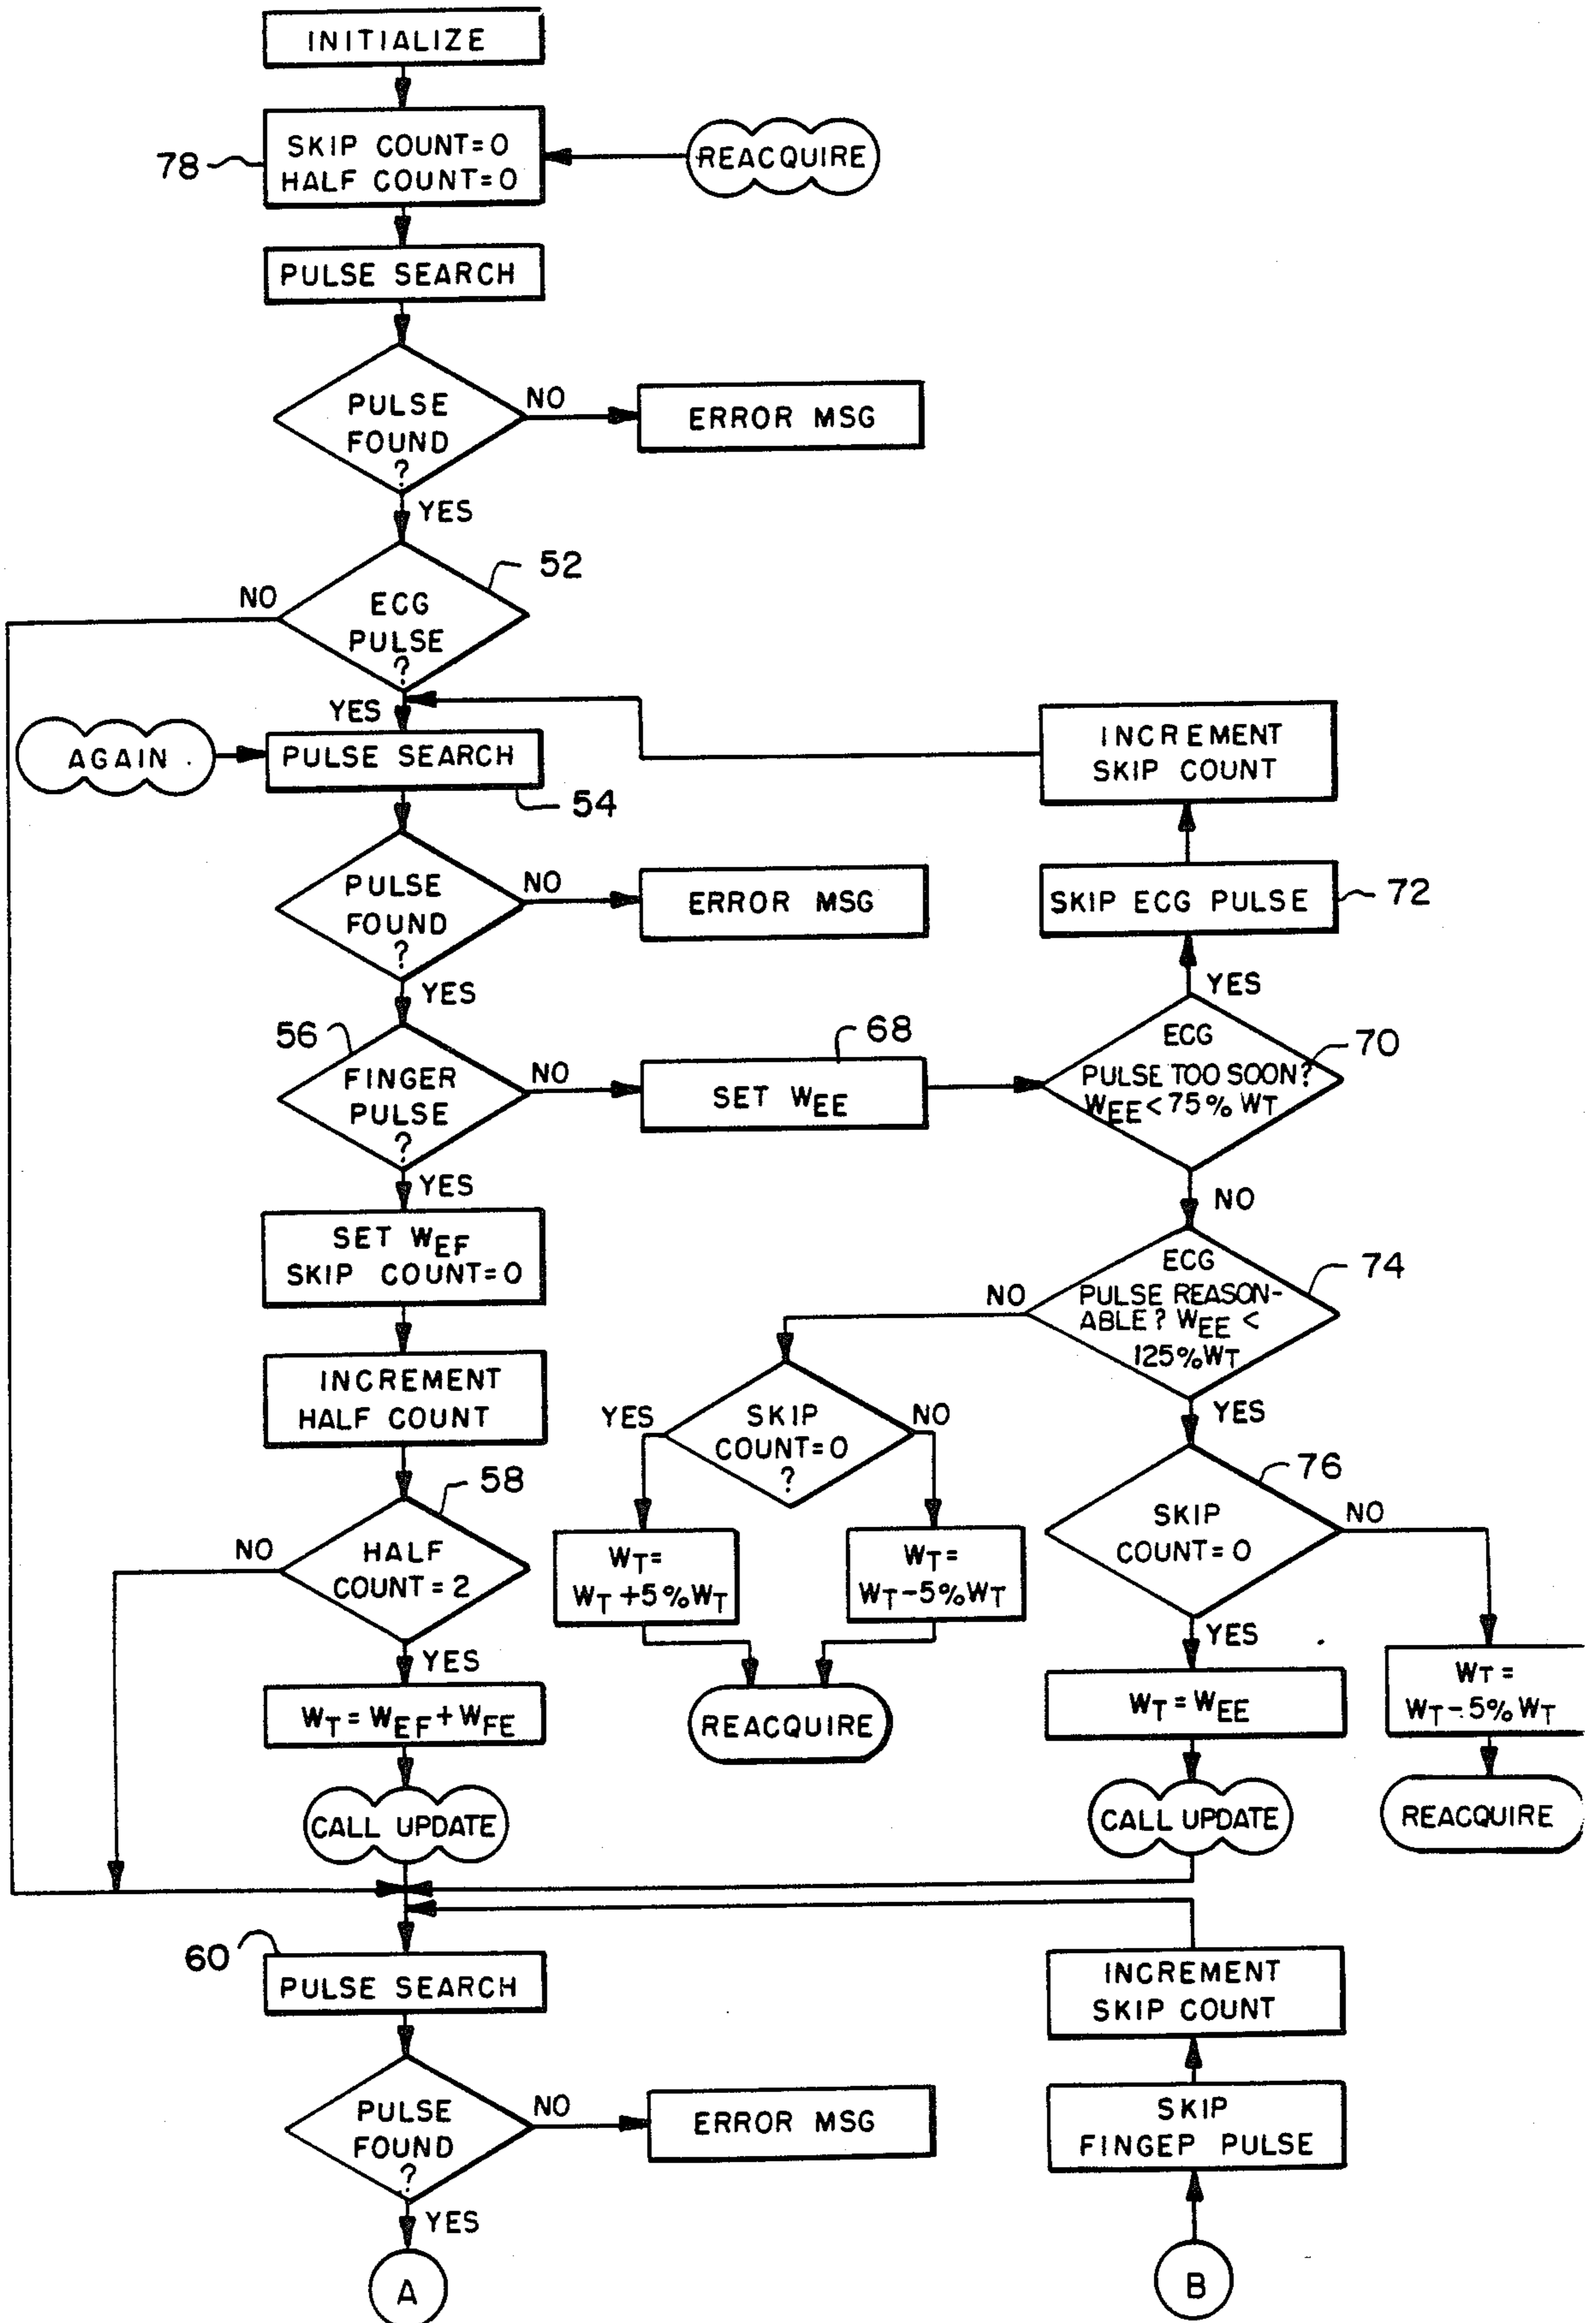 INITIALIZE
78
SKIP COUNT=0
HALF COUNT=0
REACQUIRE
PULSE SEARCH
PULSE
FOUND
?
NO
ERROR MSG
YES
52
NO
ECG
PULSE
?
YES
AGAIN .
PULSE SEARCH
54
INCREMENT
SKIP COUNT
PULSE
FOUND
?
NO
ERROR MSG
SKIP ECG PULSE
72
YES
YES
56
FINGER
PULSE
?
NO
68
SET WEE
ECG
PULSE TOO SOON?
WEE<75% WT
70
YES
NO
SET WEF
SKIP COUNT=0
ECG
PULSE REASON-
ABLE? WEE <
125%WT
74
NO
INCREMENT
HALF COUNT
YES
SKIP
COUNT=0
?
YES
NO
58
HALF
COUNT=2
NO
WT=
WT+5%WT
WT=
WT-5%WT
76
SKIP
COUNT=0
NO
YES
YES
WT=WEF+WFE
REACQUIRE
WT=WEE
WT=
WT-5% WT
CALL UPDATE
CALL UPDATE
REACQUIRE
60
PULSE SEARCH
INCREMENT
SKIP COUNT
PULSE
FOUND
?
NO
ERROR MSG
SKIP
FINGEP PULSE
YES
A
B